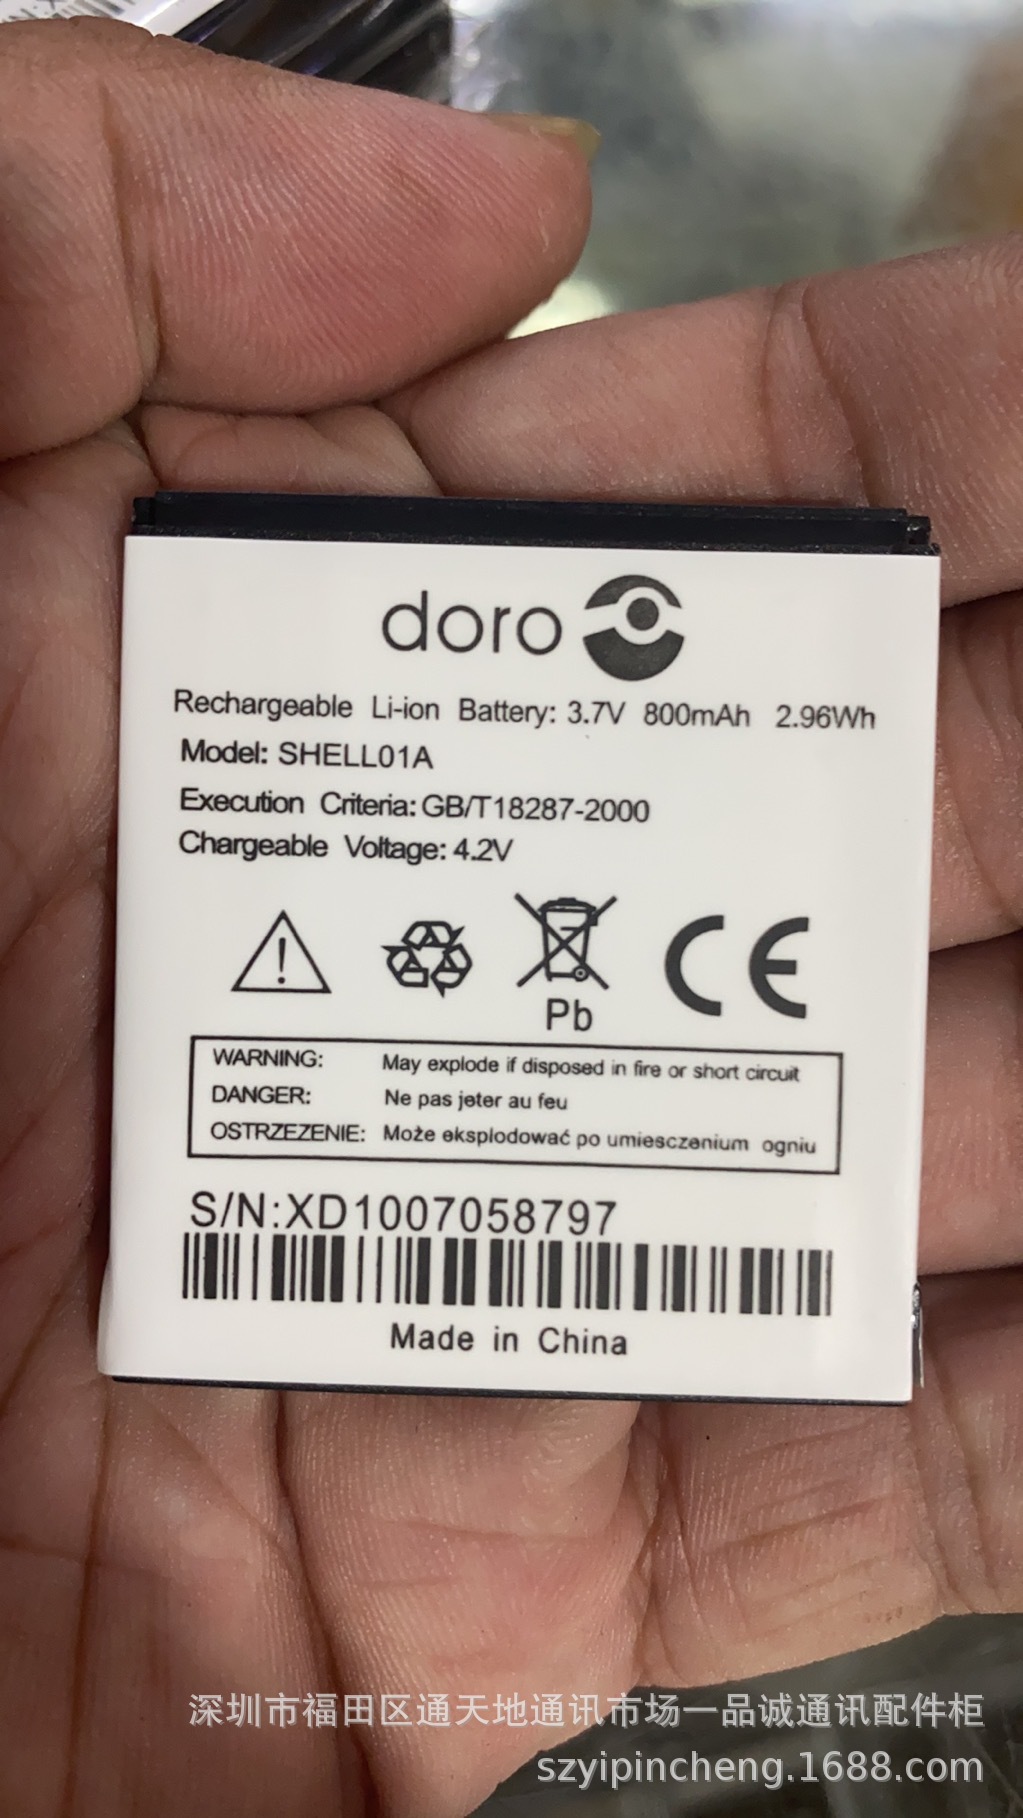 doro
Rechargeable Li-ion Battery: 3.7V 800mAh 2.96Wh
Model: SHELL01A
Execution Criteria: GB/T18287-2000
Chargeable Voltage: 4.2V
CE
Pb
WARNING: May explode if disposed in fire or short circuit
DANGER: Ne pas jeter au feu
OSTRZEZENIE: Może eksplodować po umiesczenium ogniu
S/N:XD1007058797
Made in China
深圳市福田区通天地通讯市场一品诚通讯配件柜
szyipincheng.1688.com